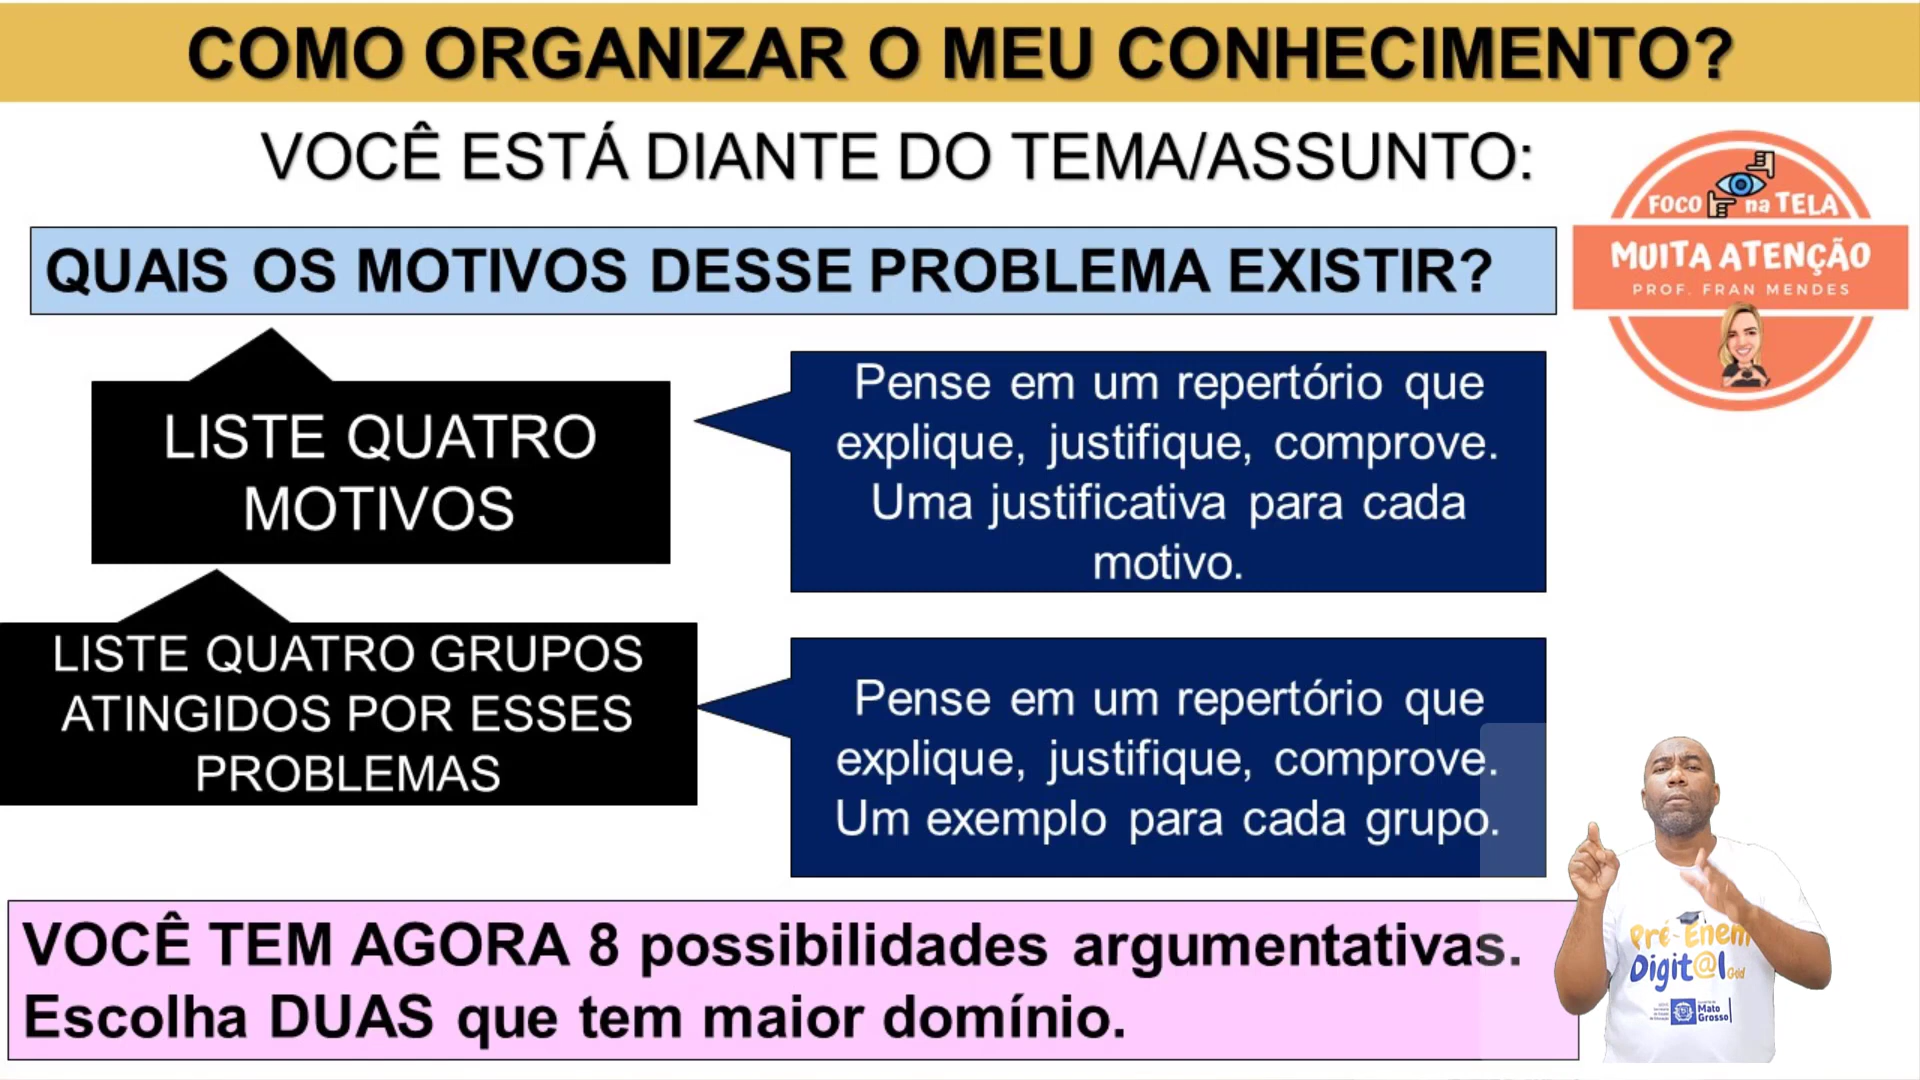 COMO ORGANIZAR O MEU CONHECIMENTO?
VOCÊ ESTÁ DIANTE DO TEMA/ASSUNTO:
FOCO na TELA
MUITA ATENÇÃO
PROF. FRAN MENDES
QUAIS OS MOTIVOS DESSE PROBLEMA EXISTIR?
LISTE QUATRO
MOTIVOS
Pense em um repertório que
explique, justifique, comprove.
Uma justificativa para cada
motivo.
LISTE QUATRO GRUPOS
ATINGIDOS POR ESSES
PROBLEMAS
Pense em um repertório que
explique, justifique, comprove.
Um exemplo para cada grupo.
VOCÊ TEM AGORA 8 possibilidades argumentativas.
Escolha DUAS que tem maior domínio.
Pré-Enem
Digit@l
Mato
Grosso